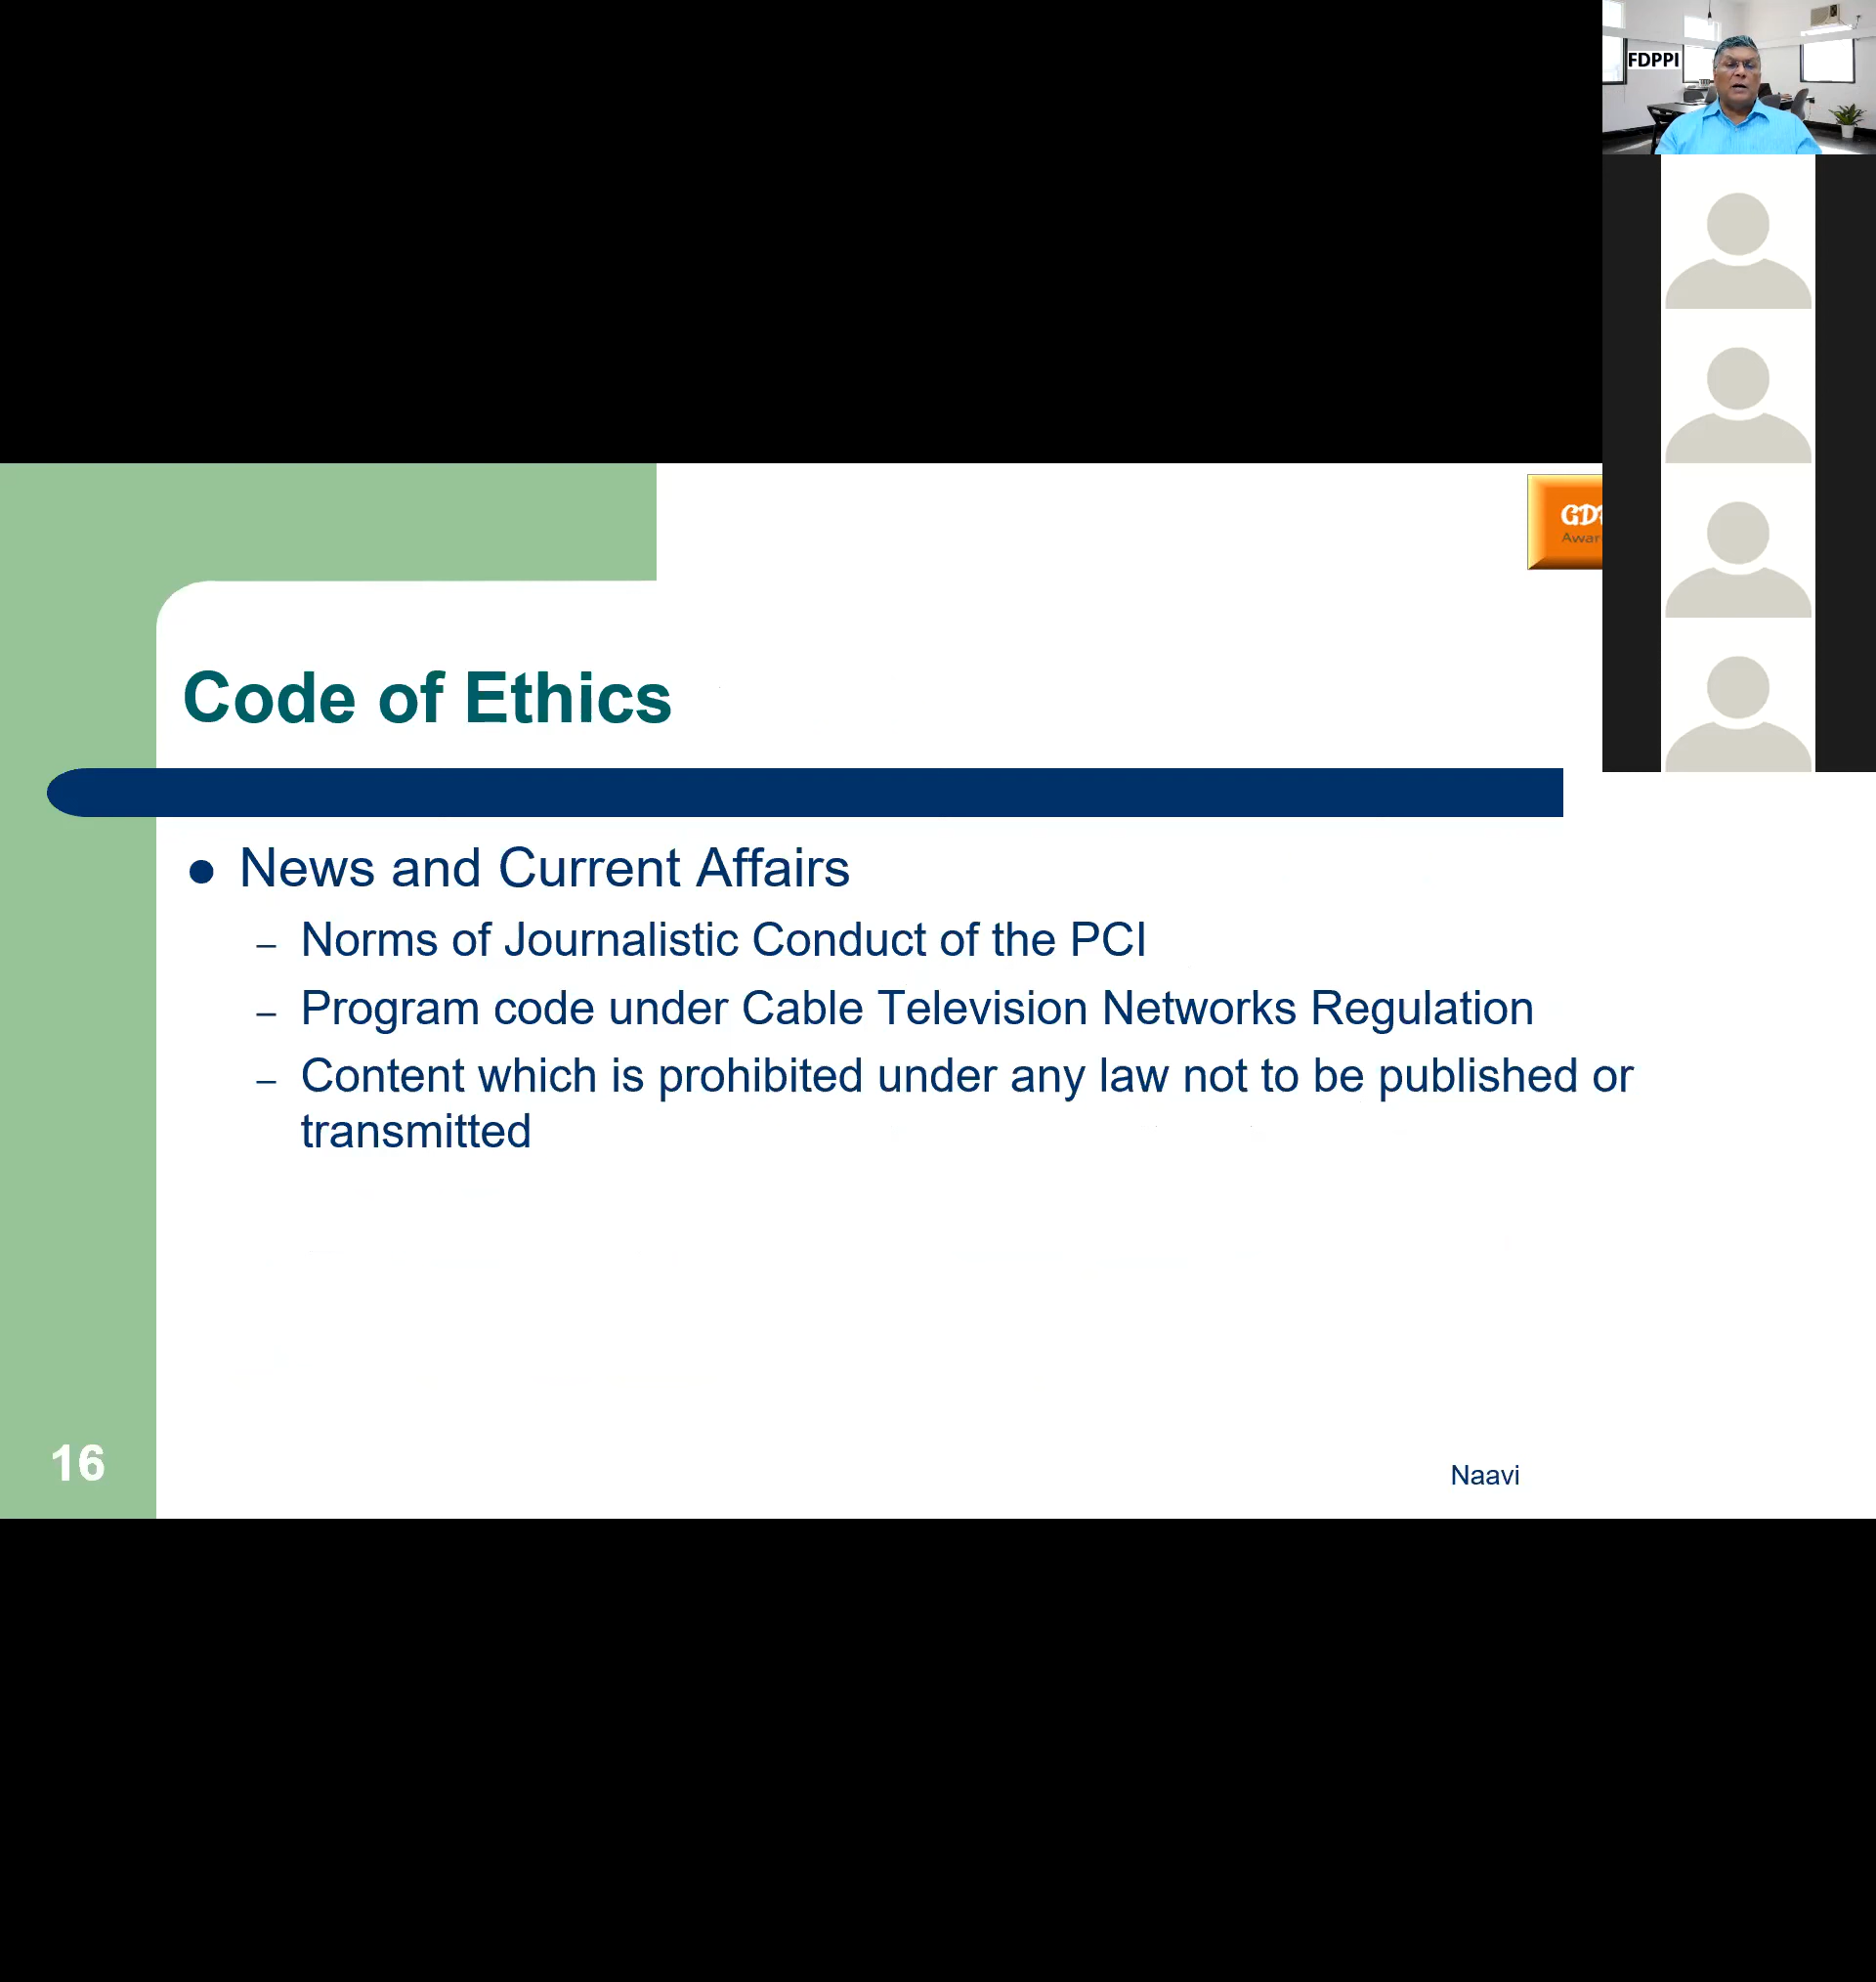 FDPPI
Code of Ethics
News and Current Affairs
– Norms of Journalistic Conduct of the PCI
– Program code under Cable Television Networks Regulation
– Content which is prohibited under any law not to be published or
transmitted
16
Naavi